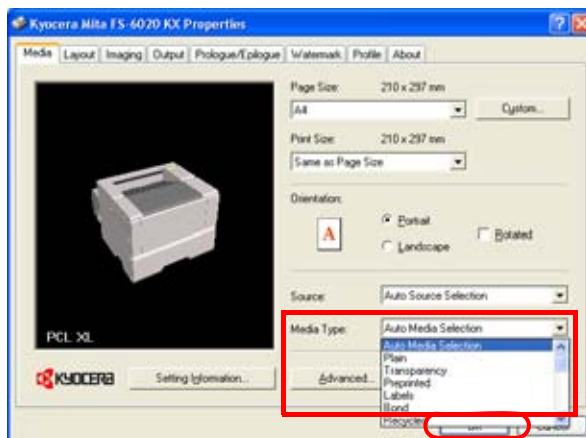 Kyocera Mita FS-6020 KX Properties
Media Layout Imaging Output Prologue/Epilogue Watermark Profile About
Page Size: 210 x 297 mm
A4 Custom...
Print Size: 210 x 297 mm
Same as Page Size
Orientation:
A Portrait
Landscape
Rotated
Source: Auto Source Selection
Media Type: Auto Media Selection
Auto Media Selection
Plain
Transparency
Preprinted
Labels
Bond
Recycled
PCL XL
KYOCERA Setting Information... Advanced...